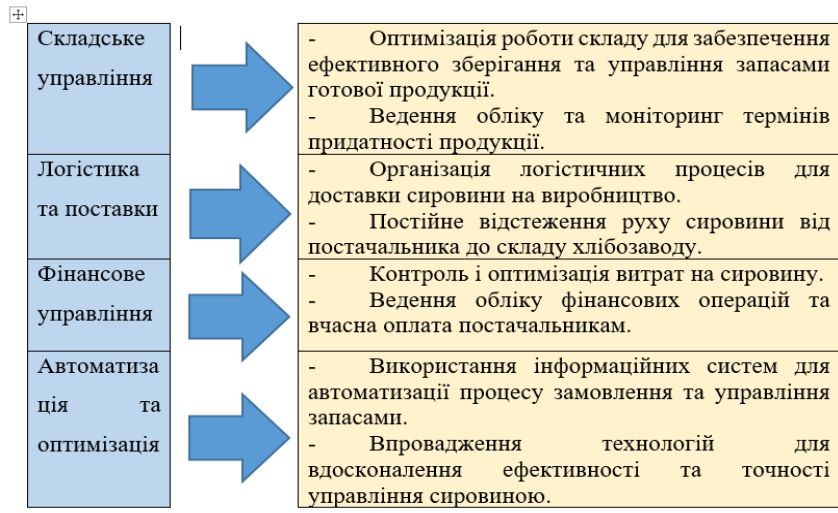 Складське
управління
- Оптимізація роботи складу для забезпечення
ефективного зберігання та управління запасами
готової продукції.
- Ведення обліку та моніторинг термінів
придатності продукції.
Логістика
та поставки
- Організація логістичних процесів для
доставки сировини на виробництво.
- Постійне відстеження руху сировини від
постачальника до складу хлібозаводу.
Фінансове
управління
- Контроль і оптимізація витрат на сировину.
- Ведення обліку фінансових операцій та
вчасна оплата постачальникам.
Автоматиза
ція та
оптимізація
- Використання інформаційних систем для
автоматизації процесу замовлення та управління
запасами.
- Впровадження технологій для
вдосконалення ефективності та точності
управління сировиною.